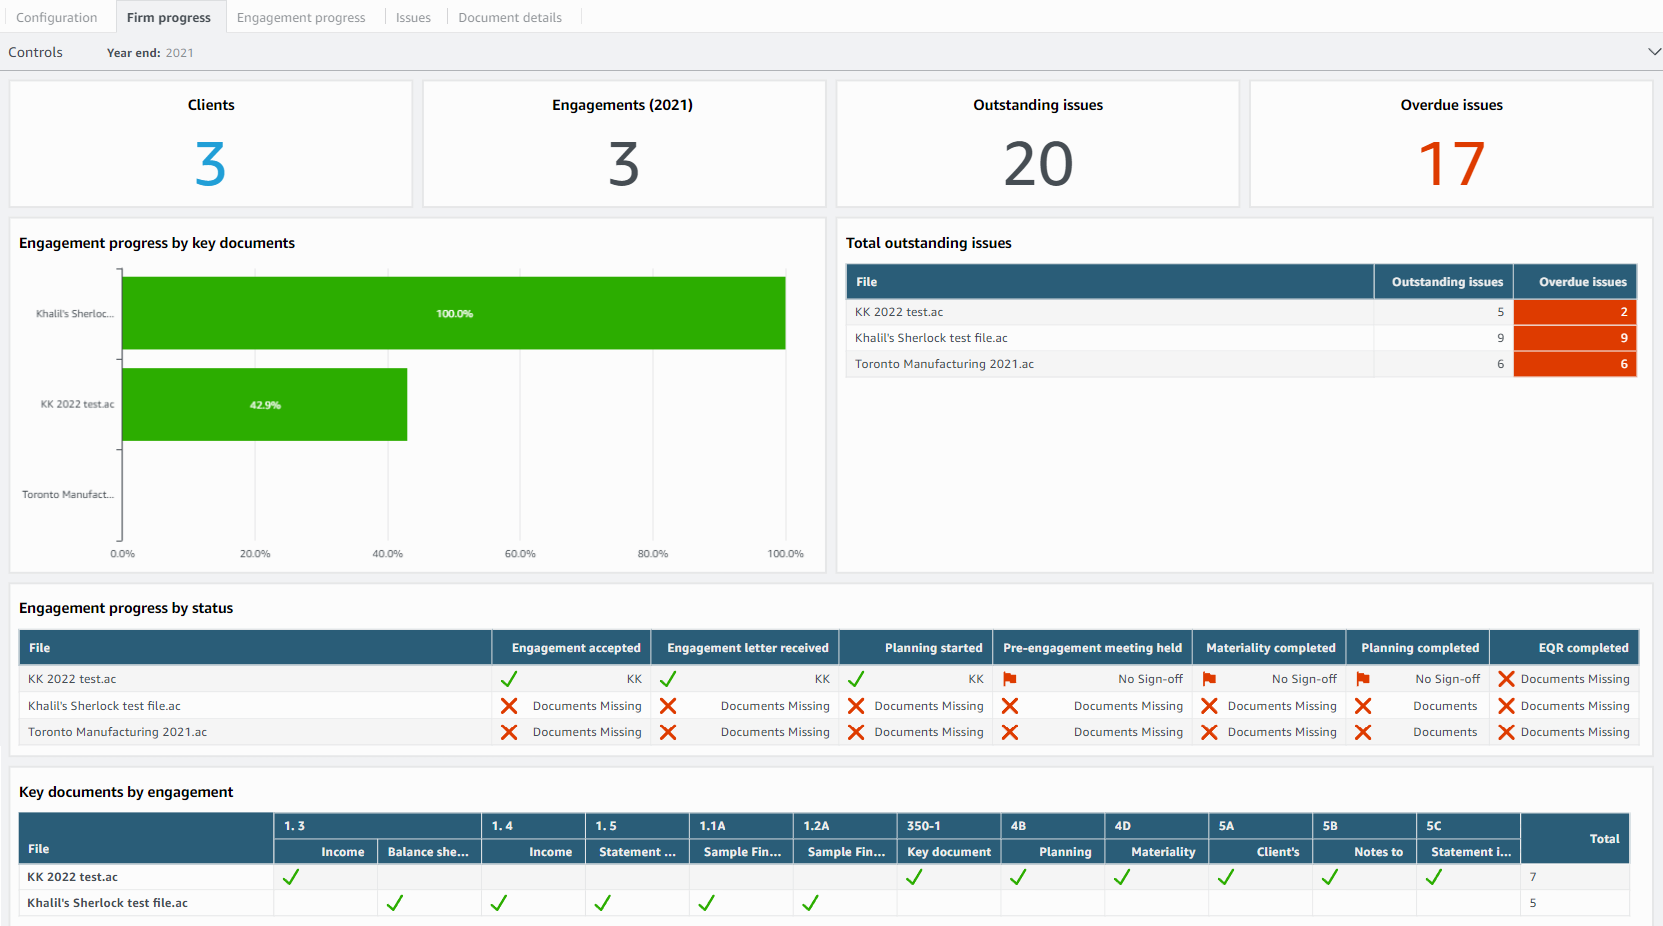 Configuration Firm progress Engagement progress Issues Document details
Controls Year end: 2021
Clients Engagements (2021) Outstanding issues Overdue issues
3 3 20 17
Engagement progress by key documents
Khalil's Sherloc... 100.0%
KK 2022 test.ac 42.9%
Toronto Manufact...
0.0% 20.0% 40.0% 60.0% 80.0% 100.0%
Total outstanding issues
File Outstanding issues Overdue issues
KK 2022 test.ac 5 2
Khalil's Sherlock test file.ac 9 9
Toronto Manufacturing 2021.ac 6 6
Engagement progress by status
File Engagement accepted Engagement letter received Planning started Pre-engagement meeting held Materiality completed Planning completed EQR completed
KK 2022 test.ac KK KK KK No Sign-off No Sign-off No Sign-off Documents Missing
Khalil's Sherlock test file.ac Documents Missing Documents Missing Documents Missing Documents Missing Documents Missing Documents Documents Missing
Toronto Manufacturing 2021.ac Documents Missing Documents Missing Documents Missing Documents Missing Documents Missing Documents Documents Missing
Key documents by engagement
1. 3 1. 4 1. 5 1.1A 1.2A 350-1 4B 4D 5A 5B 5C Total
File Income Balance she... Income Statement ... Sample Fin... Sample Fin... Key document Planning Materiality Client's Notes to Statement i...
KK 2022 test.ac 7
Khalil's Sherlock test file.ac 5